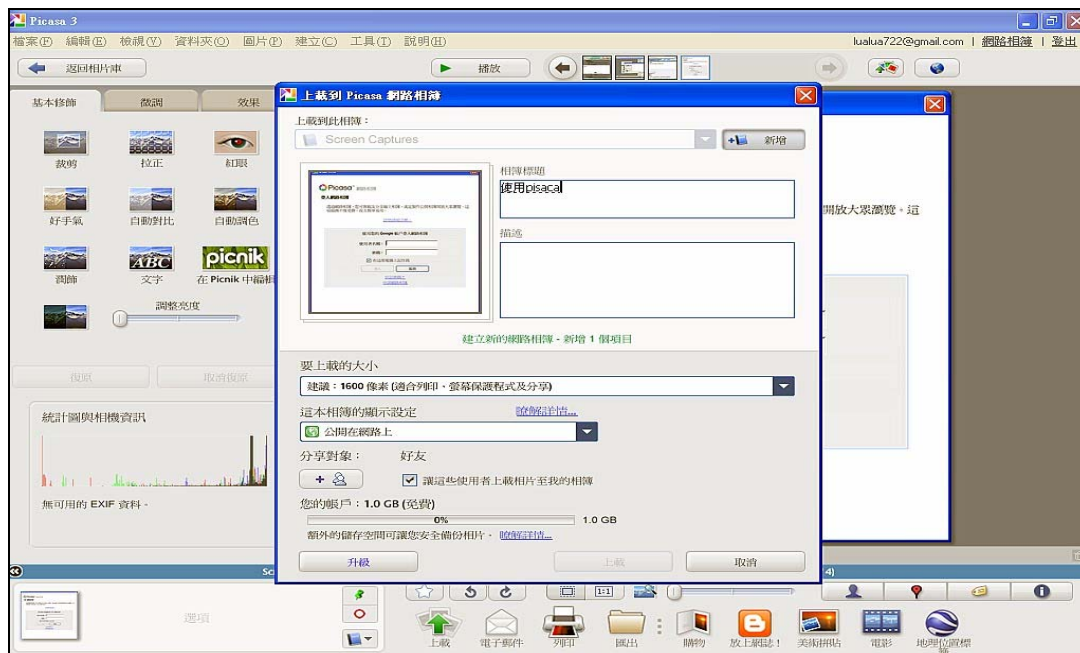 Picasa 3
檔案(F) 編輯(E) 檢視(V) 資料夾(O) 圖片(P) 建立(C) 工具(T) 說明(H)
lualua722@gmail.com | 網路相簿 | 登出
返回相片庫
播放
基本修飾 微調 效果
裁剪 拉正 紅眼
好手氣 自動對比 自動調色
潤飾 文字 在 Picnik 中編輯
ABC
picnik
調整亮度
復原 取消復原
統計圖與相機資訊
無可用的 EXIF 資料。
上載到 Picasa 網路相簿
上載到此相簿：
Screen Captures
新增
相簿標題
使用pisaca
描述
Picasa
登入網路相簿
建立新的網路相簿 - 新增 1 個項目
要上載的大小
建議：1600 像素 (適合列印、螢幕保護程式及分享)
這本相簿的顯示設定 瞭解詳情...
公開在網路上
分享對象： 好友
讓這些使用者上載相片至我的相簿
您的帳戶：1.0 GB (免費)
0% 1.0 GB
額外的儲存空間可讓您安全備份相片。 瞭解詳情...
升級 上載 取消
開放大眾瀏覽。這
Sc
4)
選項
1:1
上載 電子郵件 列印 匯出 購物 放上網誌！ 美術拼貼 電影 地理位置標籤